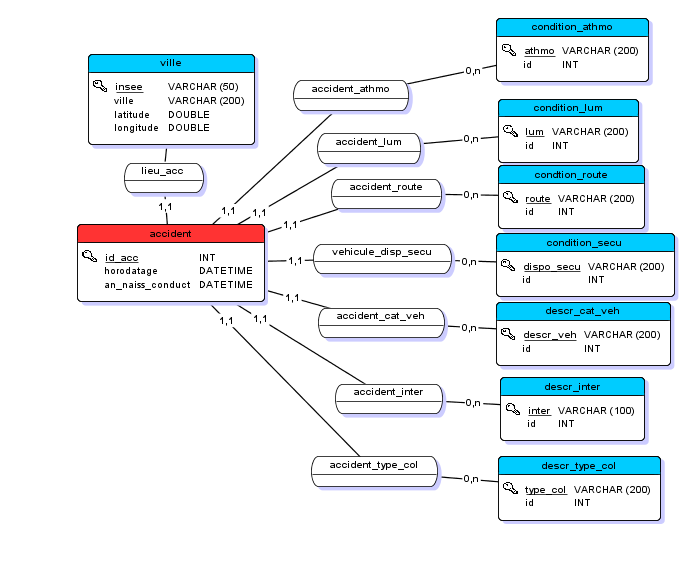 condition_athmo
athmo VARCHAR (200)
id INT
ville
insee VARCHAR (50)
ville VARCHAR (200)
latitude DOUBLE
longitude DOUBLE
0,n
accident_athmo
condition_lum
lum VARCHAR (200)
id INT
0,n
accident_lum
lieu_acc
condtion_route
route VARCHAR (200)
id INT
0,n
accident_route
1,1
1,1
1,1
1,1
accident
id_acc INT
horodatage DATETIME
an_naiss_conduct DATETIME
condition_secu
dispo_secu VARCHAR (200)
id INT
0,n
vehicule_disp_secu
1,1
descr_cat_veh
descr_veh VARCHAR (200)
id INT
0,n
accident_cat_veh
1,1
1,1
1,1
descr_inter
inter VARCHAR (100)
id INT
0,n
accident_inter
descr_type_col
type_col VARCHAR (200)
id INT
0,n
accident_type_col